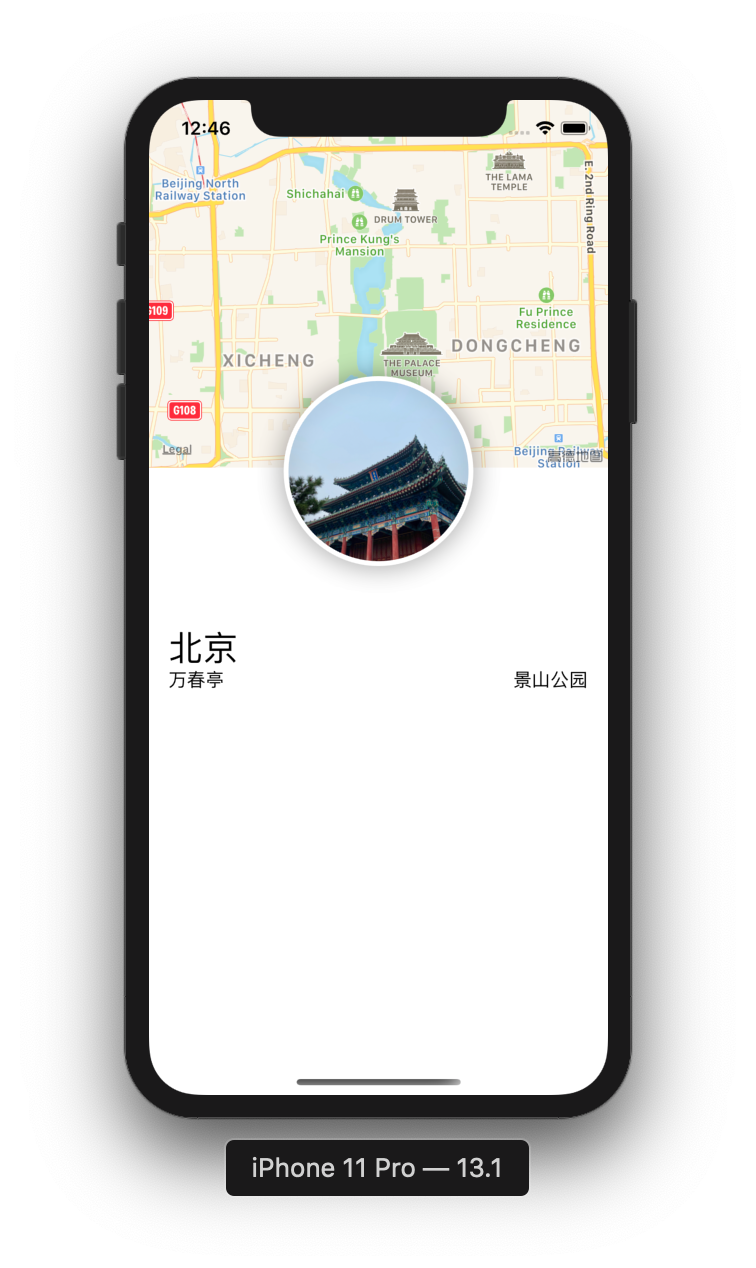 12:46
Beijing North
Railway Station
Shichahai
DRUM TOWER
THE LAMA
TEMPLE
E. 2nd Ring Road
Prince Kung's
Mansion
G109
Fu Prince
Residence
XICHENG
DONGCHENG
THE PALACE
MUSEUM
G108
Legal
Beijing Railway
Station
高德地图
北京
万春亭
景山公园
iPhone 11 Pro — 13.1